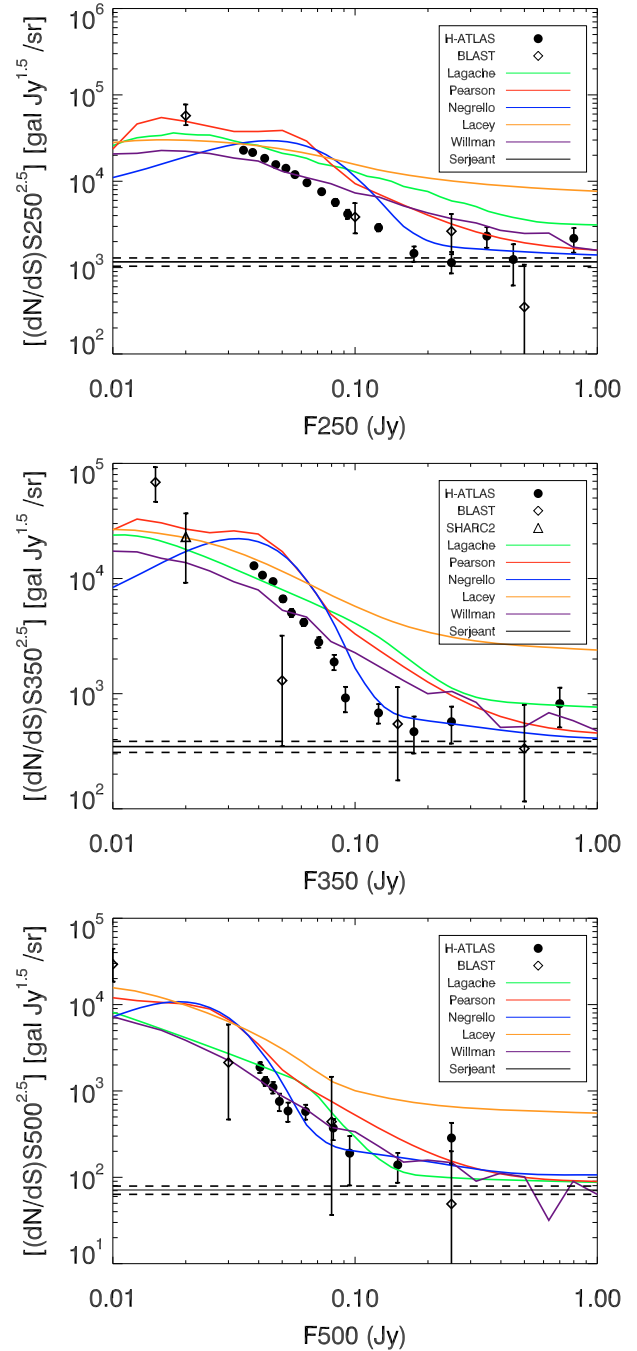 10^6
10^5
10^4
10^3
10^2
[(dN/dS)S250^2.5] [gal Jy^1.5 /sr]
H-ATLAS
BLAST
Lagache
Pearson
Negrello
Lacey
Willman
Serjeant
0.01 0.10 1.00
F250 (Jy)
10^5
10^4
10^3
10^2
[(dN/dS)S350^2.5] [gal Jy^1.5 /sr]
H-ATLAS
BLAST
SHARC2
Lagache
Pearson
Negrello
Lacey
Willman
Serjeant
0.01 0.10 1.00
F350 (Jy)
10^5
10^4
10^3
10^2
10^1
[(dN/dS)S500^2.5] [gal Jy^1.5 /sr]
H-ATLAS
BLAST
Lagache
Pearson
Negrello
Lacey
Willman
Serjeant
0.01 0.10 1.00
F500 (Jy)